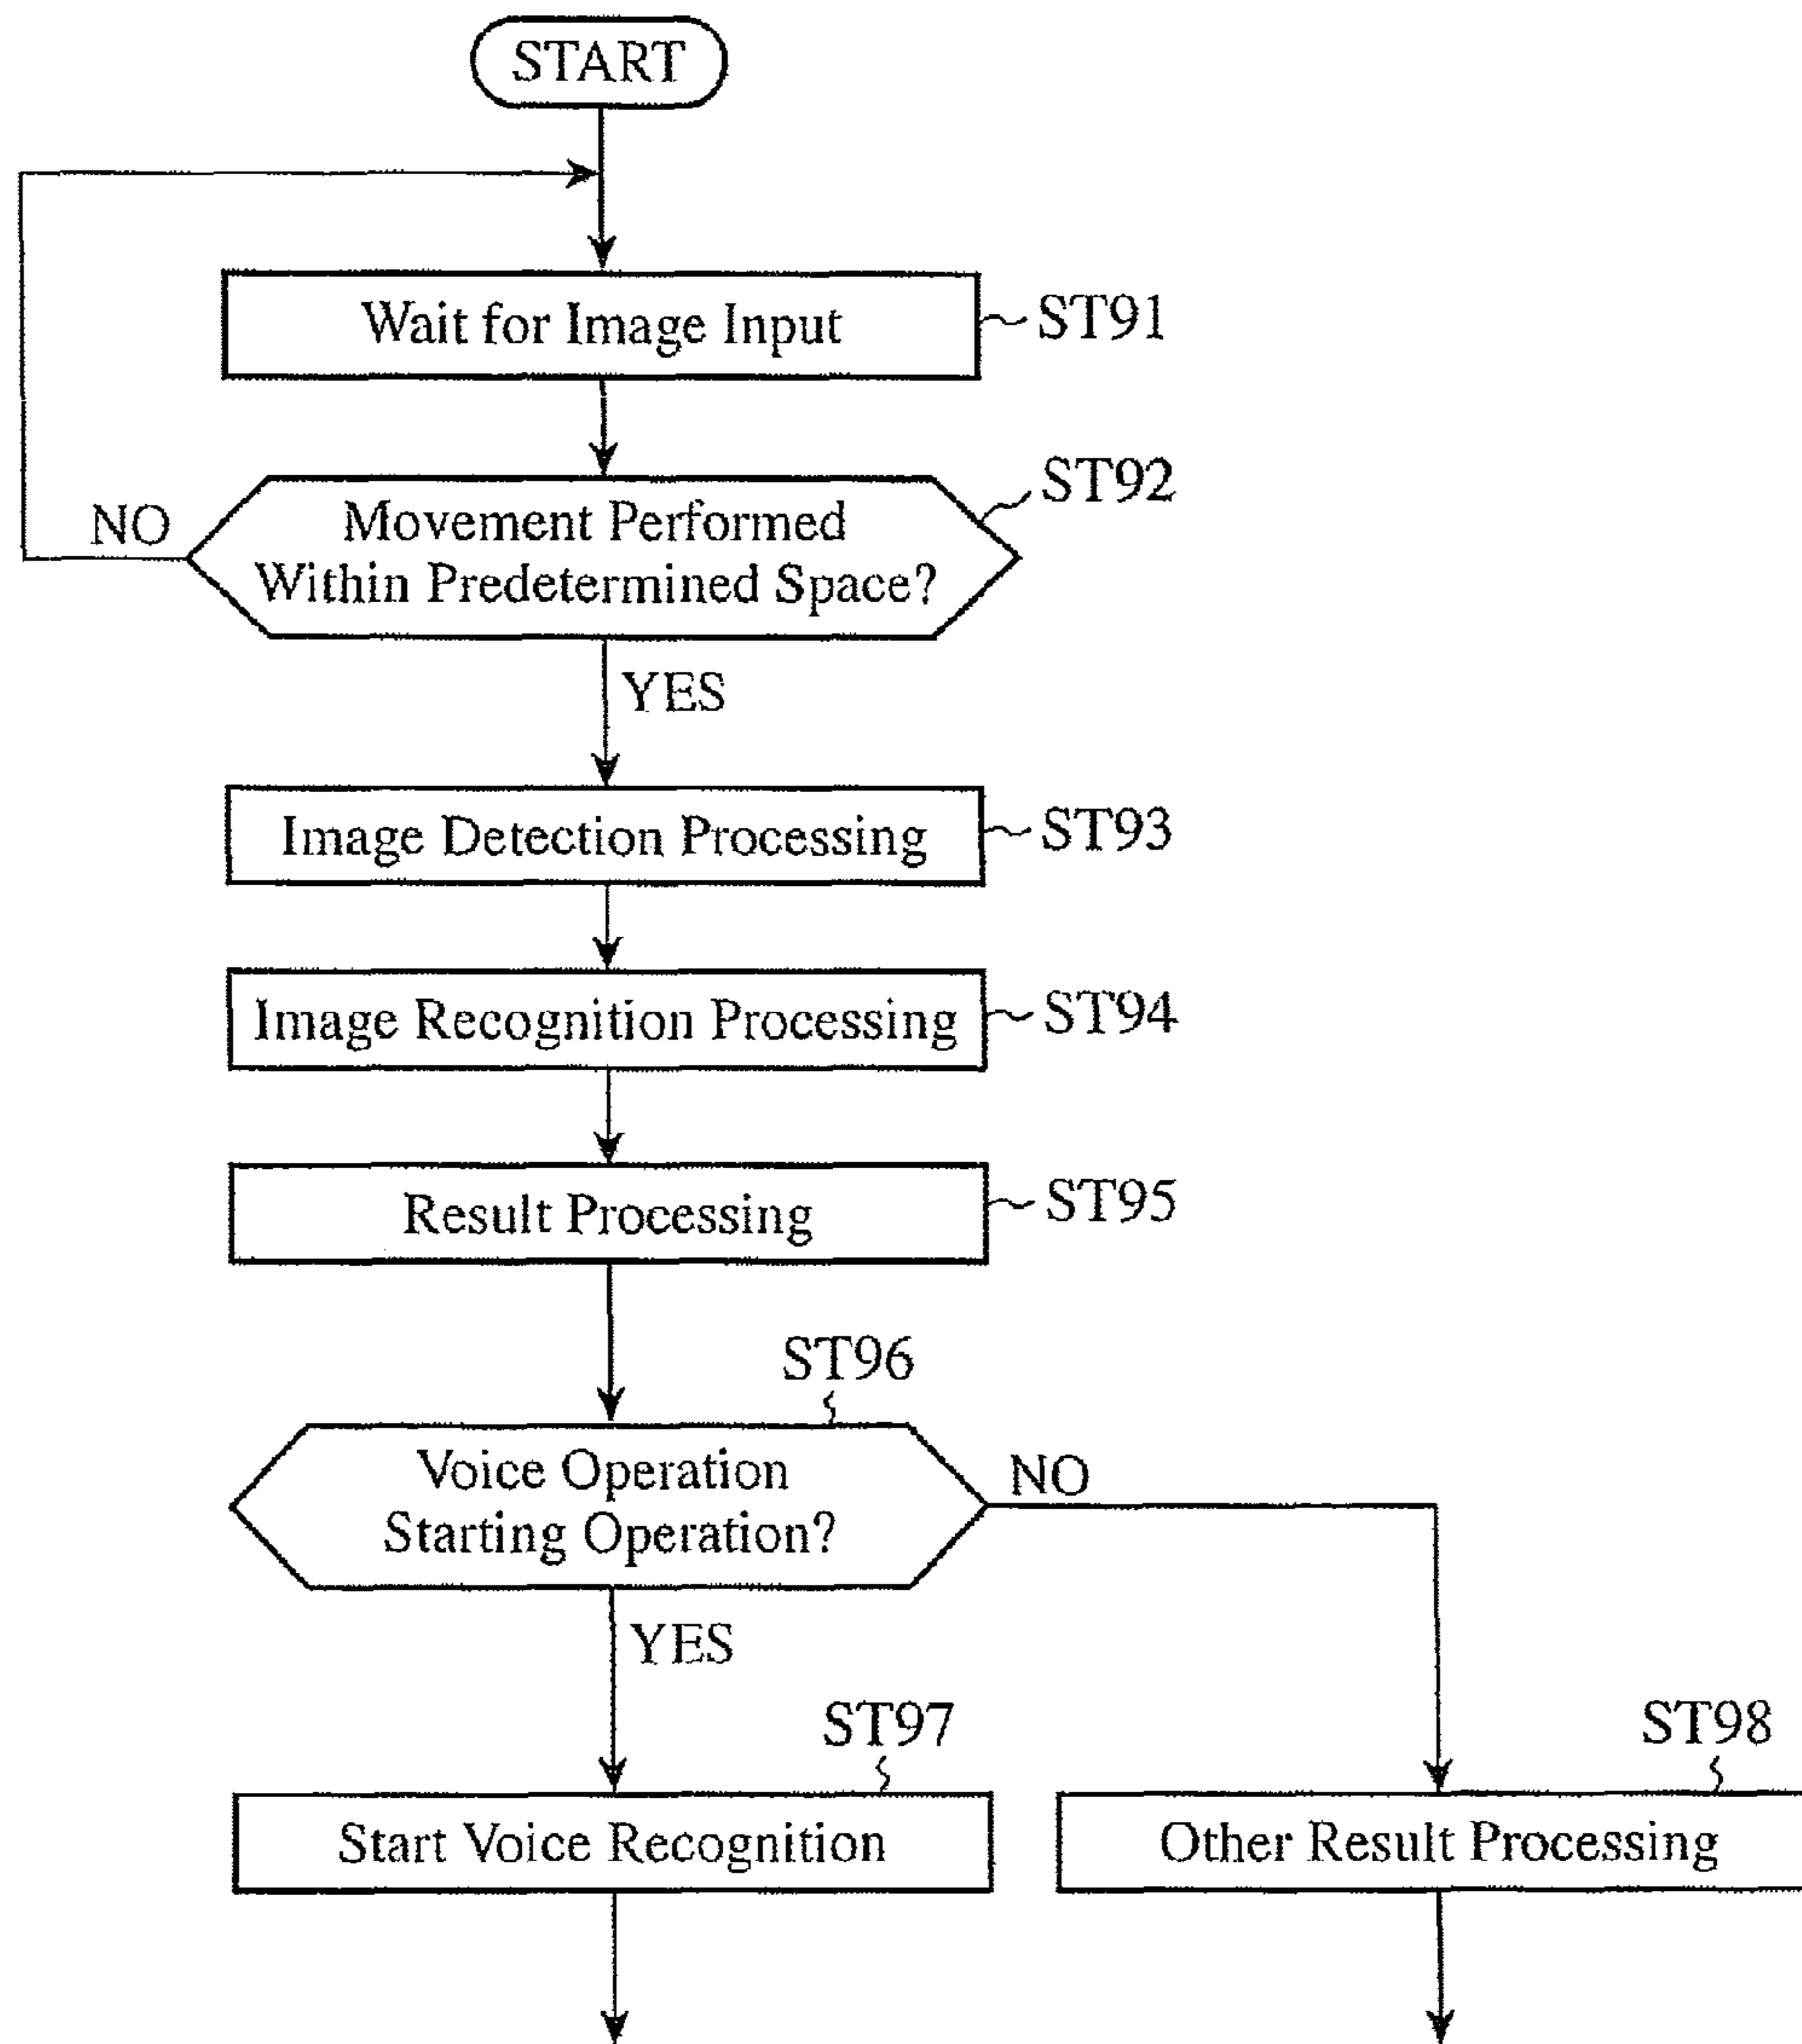 START
Wait for Image Input
ST91
ST92
NO
Movement Performed
Within Predetermined Space?
YES
Image Detection Processing
ST93
Image Recognition Processing
ST94
Result Processing
ST95
ST96
Voice Operation
Starting Operation?
NO
YES
ST97
ST98
Start Voice Recognition
Other Result Processing